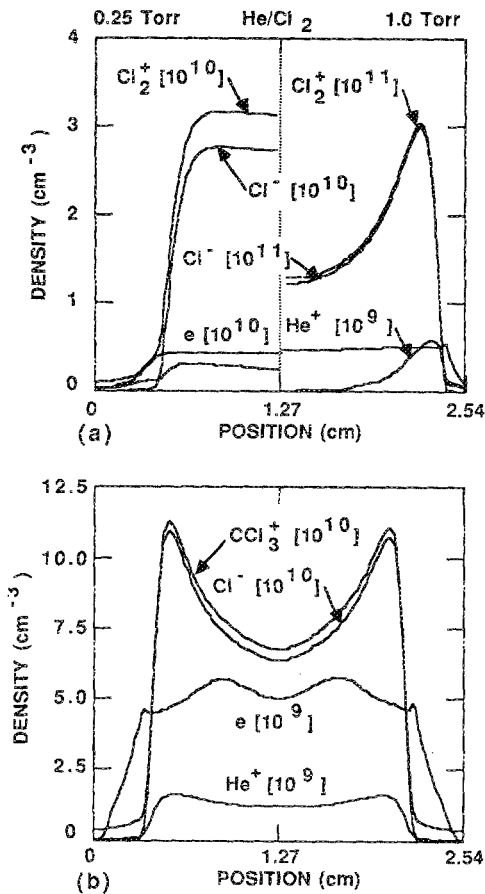 0.25 Torr He/Cl2 1.0 Torr
4
3
2
1
0
DENSITY (cm-3)
Cl2+ [10 10]
Cl- [10 10]
Cl2+ [10 11]
Cl- [10 11]
e [10 10]
He+ [10 9]
0 1.27 2.54
(a) POSITION (cm)
12.5
10.0
7.5
5.0
2.5
0
DENSITY (cm-3)
CCl3+ [10 10]
Cl- [10 10]
e [10 9]
He+ [10 9]
0 1.27 2.54
(b) POSITION (cm)